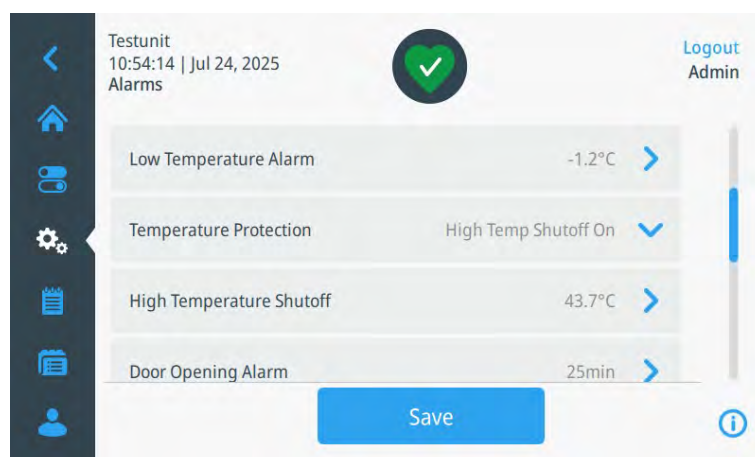 Testunit
10:54:14 | Jul 24, 2025
Alarms
Logout
Admin
Low Temperature Alarm -1.2°C
Temperature Protection High Temp Shutoff On
High Temperature Shutoff 43.7°C
Door Opening Alarm 25min
Save